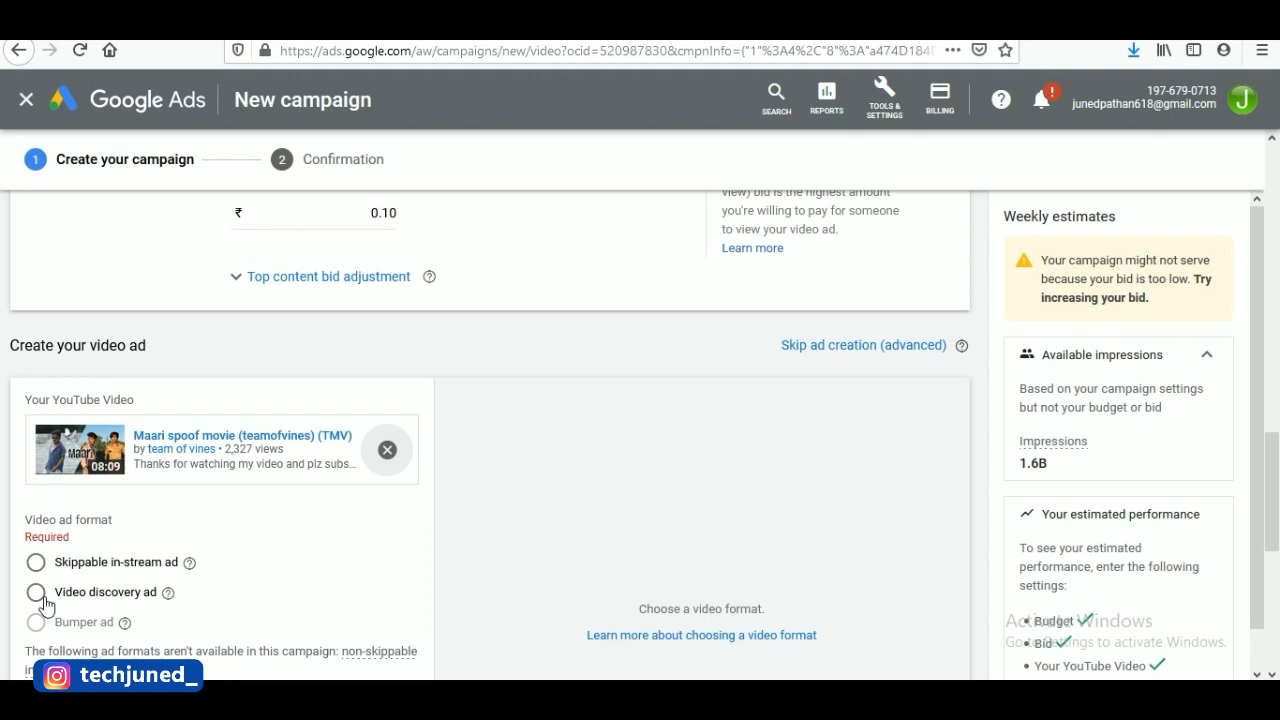 https://ads.google.com/aw/campaigns/new/video?ocid=520987830&cmpnInfo={"1"%3A4%2C"8"%3A"a474D184D
Google Ads
New campaign
SEARCH
REPORTS
TOOLS & SETTINGS
BILLING
197-679-0713
junedpathan618@gmail.com
J
1 Create your campaign
2 Confirmation
view) bid is the highest amount
you're willing to pay for someone
to view your video ad.
Learn more
₹ 0.10
Top content bid adjustment
Create your video ad
Skip ad creation (advanced)
Your YouTube Video
Maari
08:09
Maari spoof movie (teamofvines) (TMV)
by team of vines • 2,327 views
Thanks for watching my video and plz subs...
Video ad format
Required
Skippable in-stream ad
Video discovery ad
Bumper ad
The following ad formats aren't available in this campaign: non-skippable
techjuned_
Choose a video format.
Learn more about choosing a video format
Weekly estimates
Your campaign might not serve
because your bid is too low. Try
increasing your bid.
Available impressions
Based on your campaign settings
but not your budget or bid
Impressions
1.6B
Your estimated performance
To see your estimated
performance, enter the following
settings:
• Budget
• Bid
• Your YouTube Video
Activate Windows
Go to Settings to activate Windows.